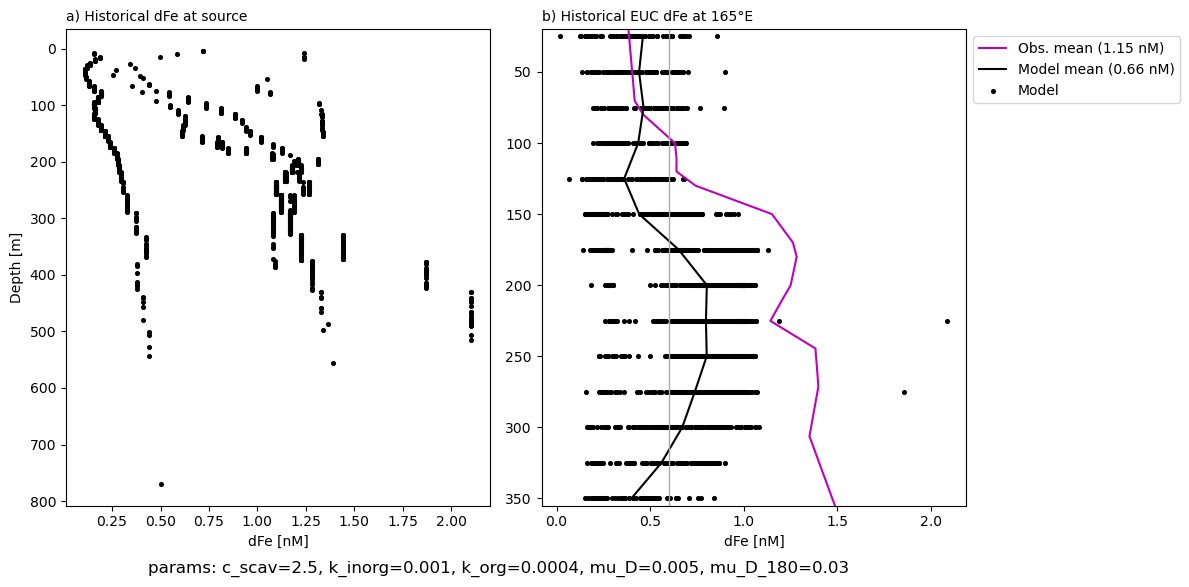 a) Historical dFe at source
0
100
200
300
400
500
600
700
800
Depth [m]
0.25 0.50 0.75 1.00 1.25 1.50 1.75 2.00
dFe [nM]
b) Historical EUC dFe at 165°E
50
100
150
200
250
300
350
0.0 0.5 1.0 1.5 2.0
dFe [nM]
Obs. mean (1.15 nM)
Model mean (0.66 nM)
Model
params: c_scav=2.5, k_inorg=0.001, k_org=0.0004, mu_D=0.005, mu_D_180=0.03